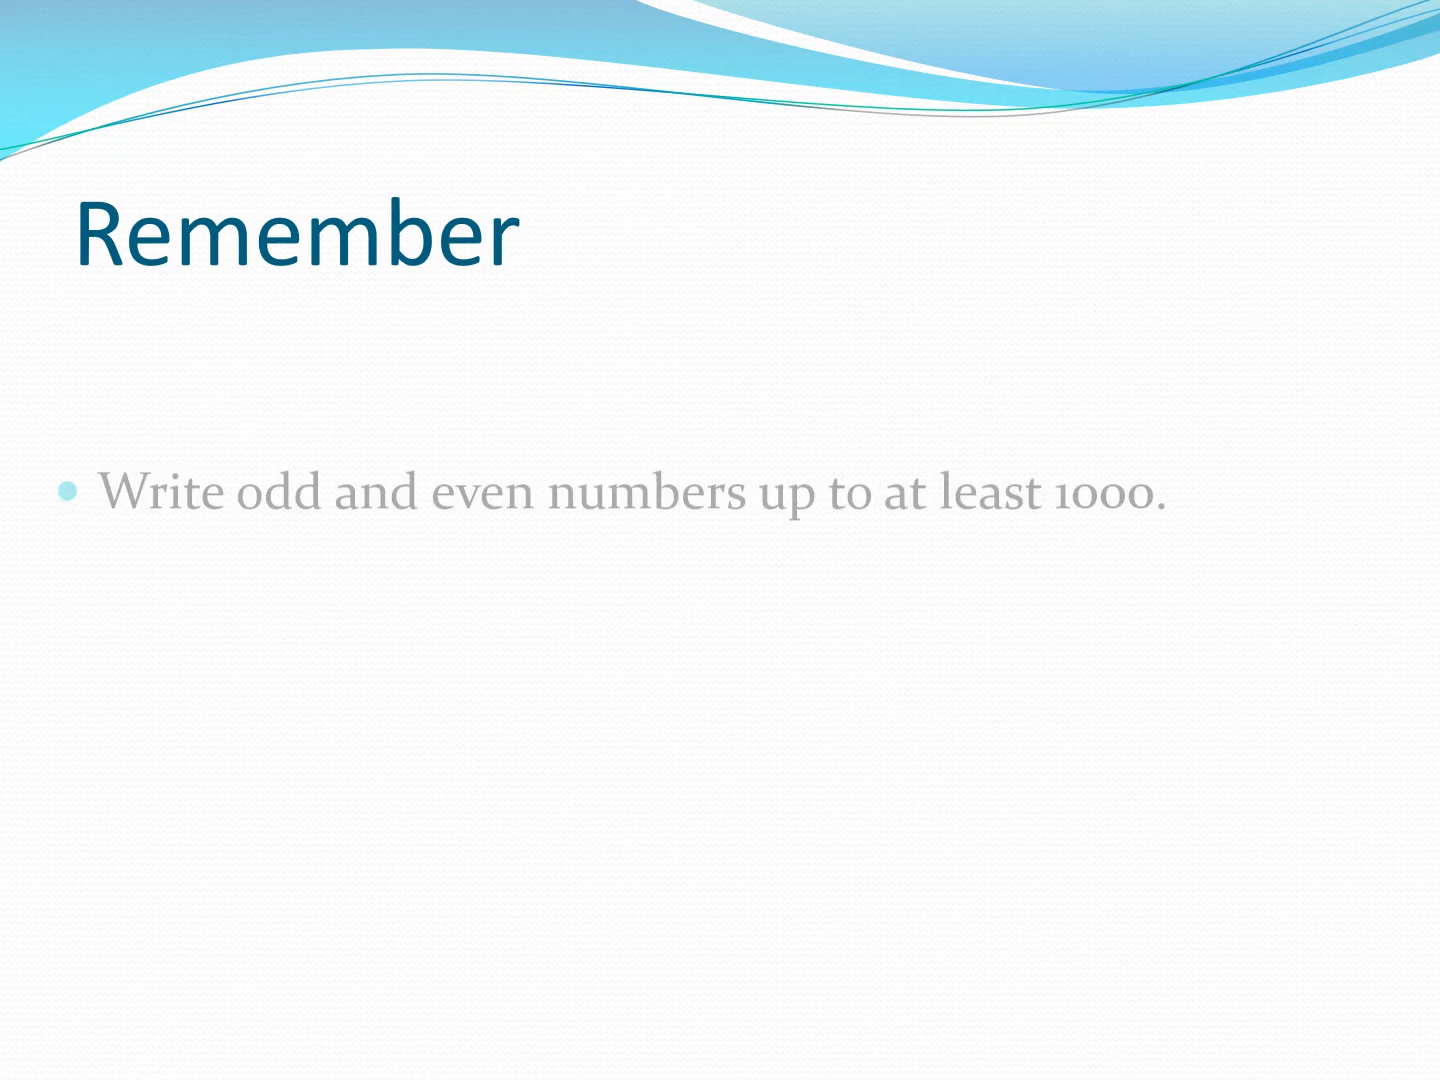 Remember
• Write odd and even numbers up to at least 1000.